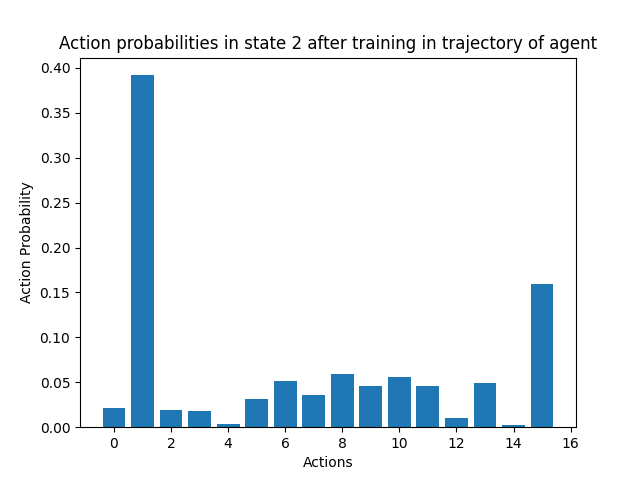 Action probabilities in state 2 after training in trajectory of agent
0.40
0.35
0.30
0.25
0.20
0.15
0.10
0.05
0.00
Action Probability
0 2 4 6 8 10 12 14 16
Actions